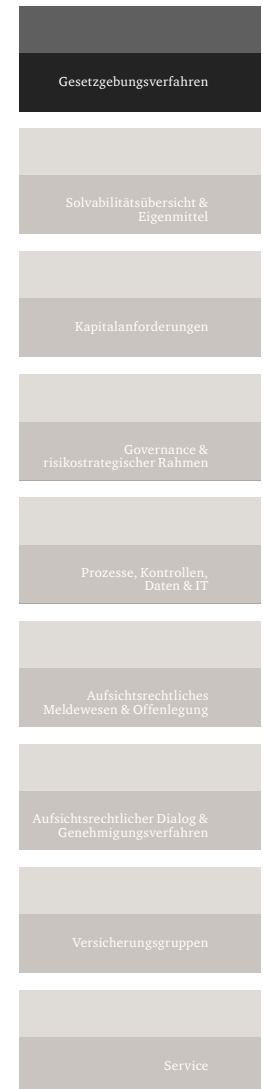 Gesetzgebungsverfahren
Solvabilitätsübersicht &
Eigenmittel
Kapitalanforderungen
Governance &
risikostrategischer Rahmen
Prozesse, Kontrollen,
Daten & IT
Aufsichtsrechtliches
Meldewesen & Offenlegung
Aufsichtsrechtlicher Dialog &
Genehmigungsverfahren
Versicherungsgruppen
Service